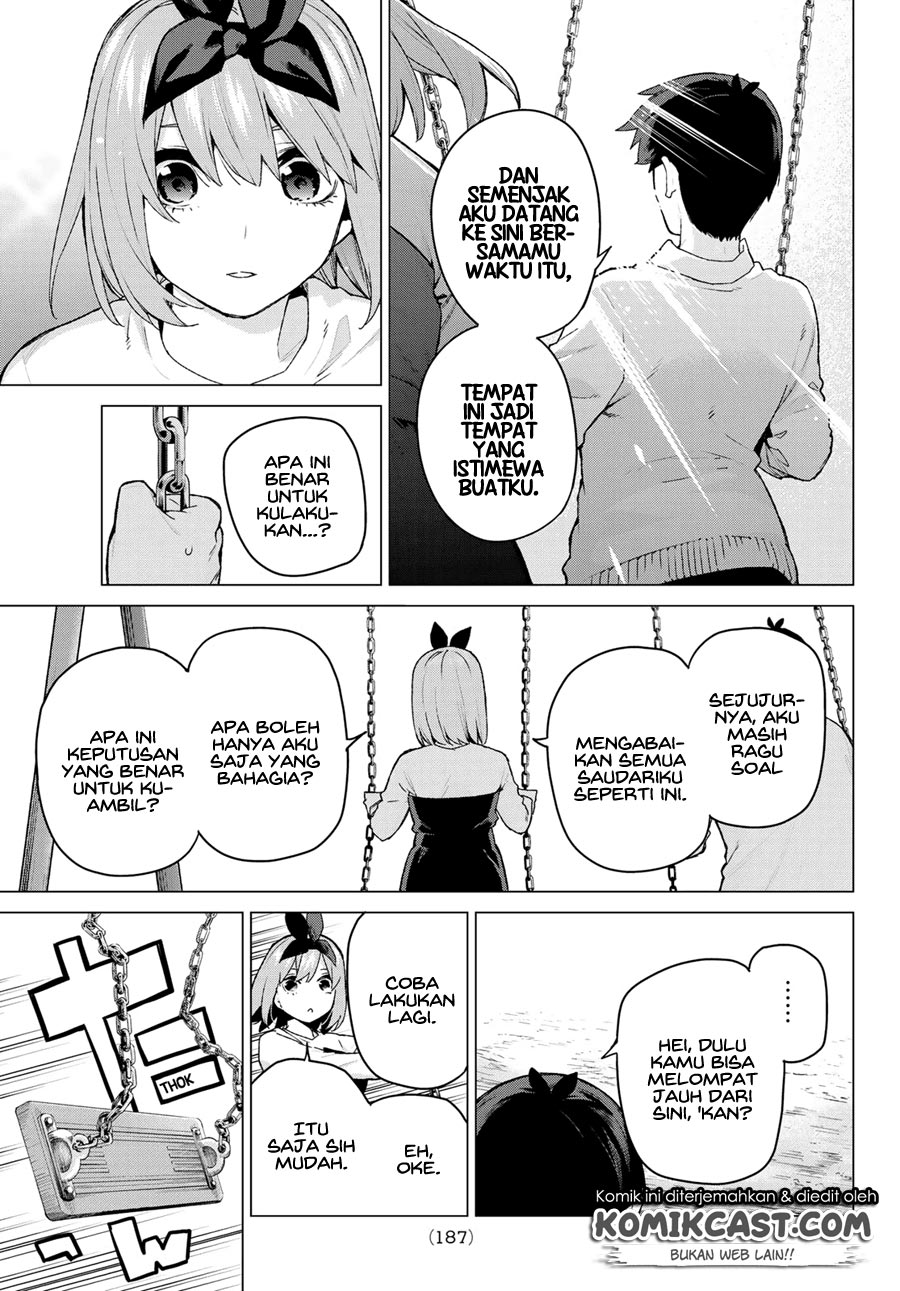 DAN
SEMENJAK
AKU DATANG
KE SINI BER-
SAMAMU
WAKTU ITU,
TEMPAT
INI JADI
TEMPAT
YANG
ISTIMEWA
BUATKU.
APA INI
BENAR
UNTUK
KULAKU-
KAN...?
SEJUJUR-
NYA, AKU
MASIH
RAGU
SOAL
MENGABAI-
KAN SEMUA
SAUDARIKU
SEPERTI INI.
APA BOLEH
HANYA AKU
SAJA YANG
BAHAGIA?
APA INI
KEPUTUSAN
YANG BENAR
UNTUK KU-
AMBIL?
......
HEI, DULU
KAMU BISA
MELOMPAT
JAUH DARI
SINI, 'KAN?
COBA
LAKUKAN
LAGI.
EH,
OKE.
ITU
SAJA SIH
MUDAH.
THOK
(187)
Komik ini diterjemahkan & diedit oleh
KOMIKCAST.COM
BUKAN WEB LAIN!!